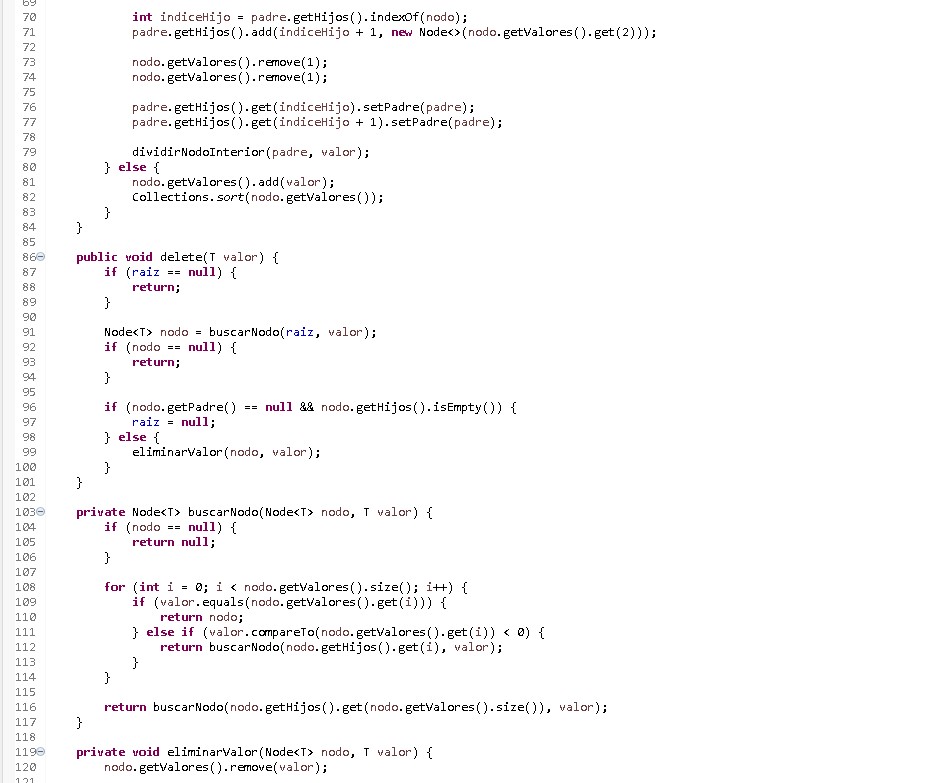 69
70 int indiceHijo = padre.getHijos().indexOf(nodo);
71 padre.getHijos().add(indiceHijo + 1, new Node<>(nodo.getValores().get(2)));
72
73 nodo.getValores().remove(1);
74 nodo.getValores().remove(1);
75
76 padre.getHijos().get(indiceHijo).setPadre(padre);
77 padre.getHijos().get(indiceHijo + 1).setPadre(padre);
78
79 dividirNodoInterior(padre, valor);
80 } else {
81 nodo.getValores().add(valor);
82 Collections.sort(nodo.getValores());
83 }
84 }
85
86 public void delete(T valor) {
87 if (raiz == null) {
88 return;
89 }
90
91 Node<T> nodo = buscarNodo(raiz, valor);
92 if (nodo == null) {
93 return;
94 }
95
96 if (nodo.getPadre() == null && nodo.getHijos().isEmpty()) {
97 raiz = null;
98 } else {
99 eliminarValor(nodo, valor);
100 }
101 }
102
103 private Node<T> buscarNodo(Node<T> nodo, T valor) {
104 if (nodo == null) {
105 return null;
106 }
107
108 for (int i = 0; i < nodo.getValores().size(); i++) {
109 if (valor.equals(nodo.getValores().get(i))) {
110 return nodo;
111 } else if (valor.compareTo(nodo.getValores().get(i)) < 0) {
112 return buscarNodo(nodo.getHijos().get(i), valor);
113 }
114 }
115
116 return buscarNodo(nodo.getHijos().get(nodo.getValores().size()), valor);
117 }
118
119 private void eliminarValor(Node<T> nodo, T valor) {
120 nodo.getValores().remove(valor);
121